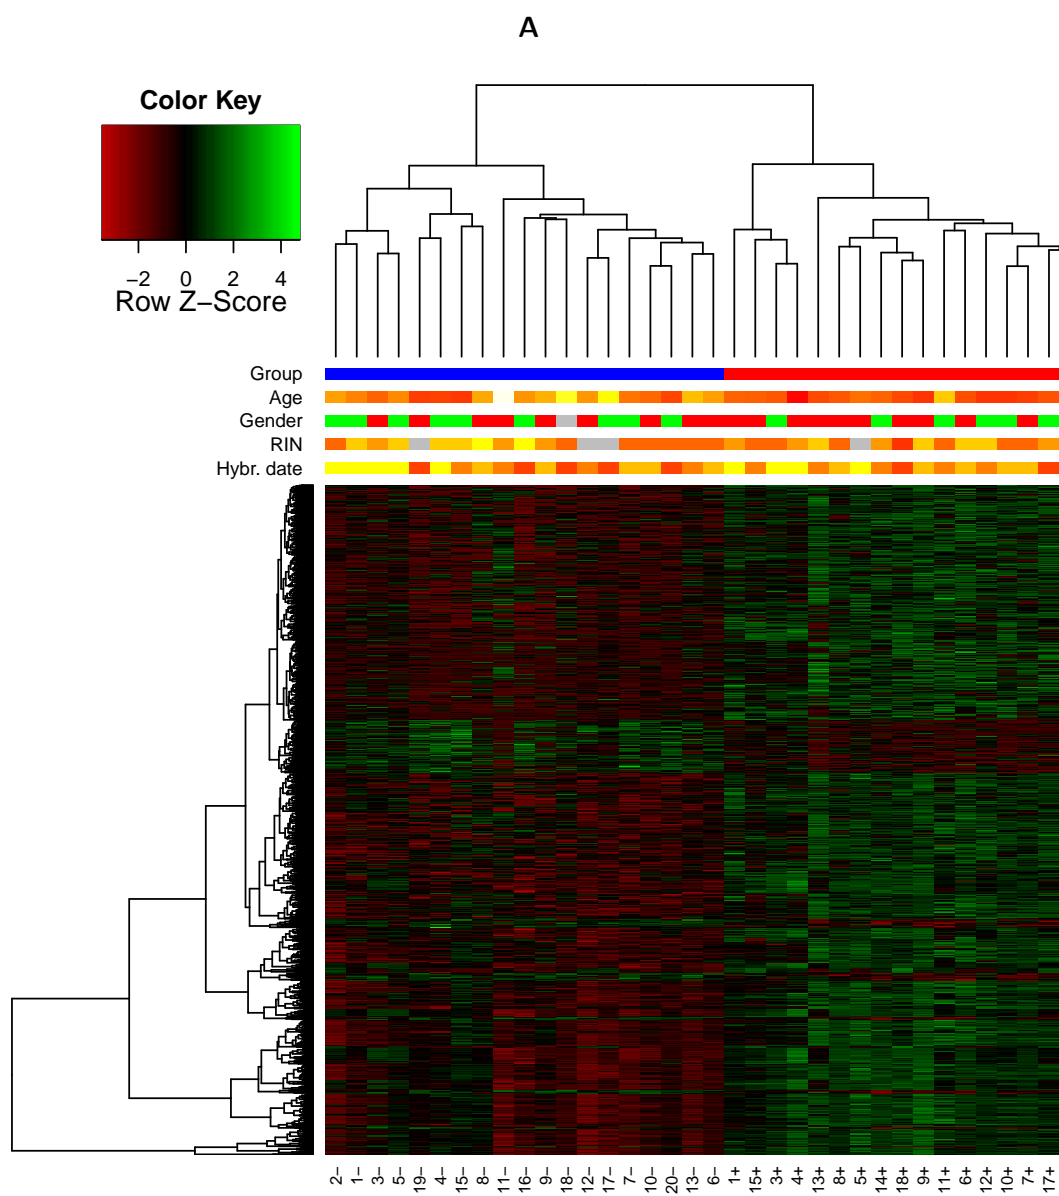 A
Color Key
−2 0 2 4
Row Z−Score
Group
Age
Gender
RIN
Hybr. date
2− 1− 3− 5− 19− 4− 15− 8− 11− 16− 9− 18− 12− 7− 10− 20− 13− 6− 1+ 15+ 3+ 4+ 13+ 8+ 5+ 14+ 18+ 9+ 11+ 6+ 12+ 10+ 7+ 17+